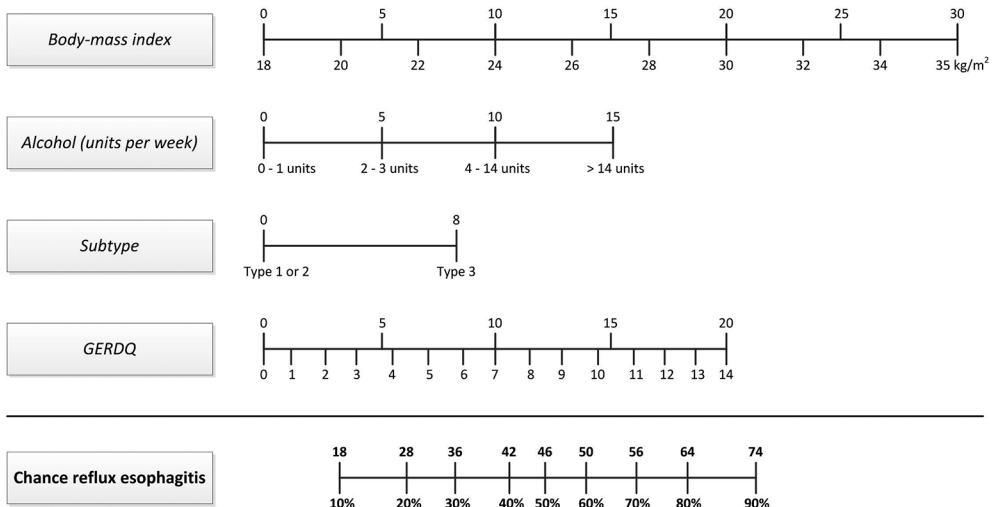 0 5 10 15 20 25 30
Body-mass index
18 20 22 24 26 28 30 32 34 35 kg/m²
0 5 10 15
Alcohol (units per week)
0 - 1 units 2 - 3 units 4 - 14 units > 14 units
0 8
Subtype
Type 1 or 2 Type 3
0 5 10 15 20
GERDQ
0 1 2 3 4 5 6 7 8 9 10 11 12 13 14
18 28 36 42 46 50 56 64 74
Chance reflux esophagitis
10% 20% 30% 40% 50% 60% 70% 80% 90%